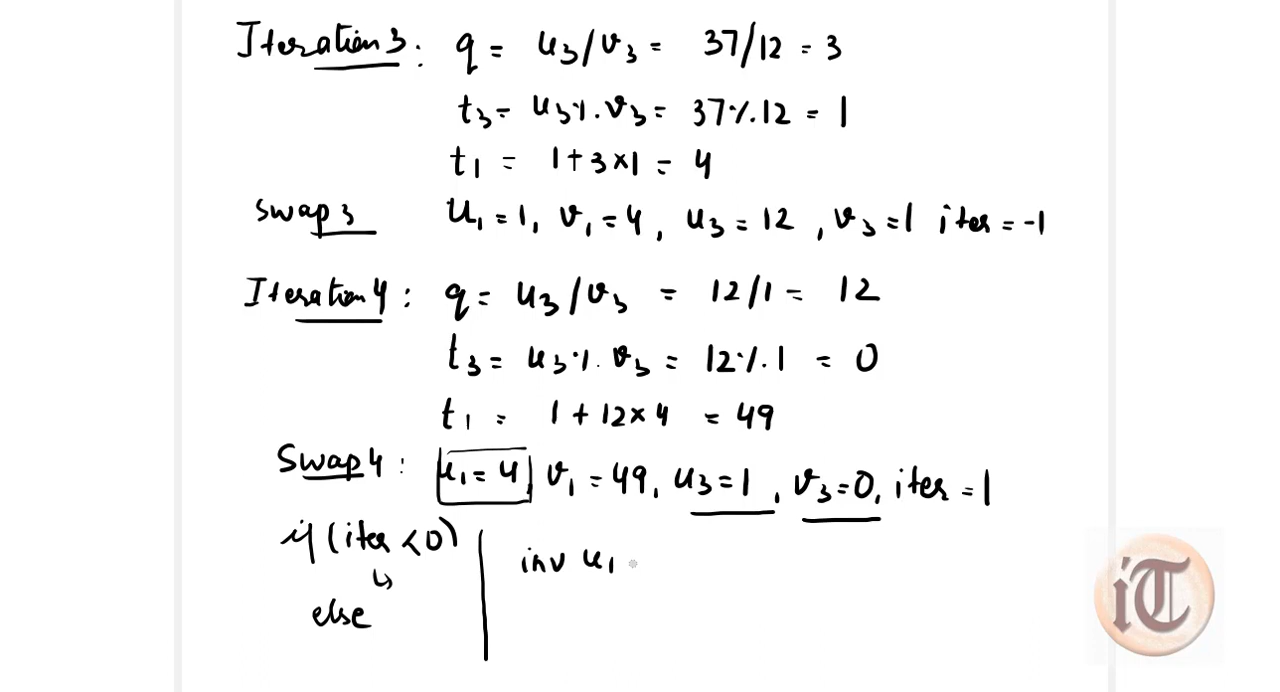 Iteration 3 : q = u3/v3 = 37/12 = 3
t3 = u3 % v3 = 37 % 12 = 1
t1 = 1 + 3 × 1 = 4
Swap 3 u1 = 1, v1 = 4, u3 = 12, v3 = 1 iter = -1
Iteration 4 : q = u3/v3 = 12/1 = 12
t3 = u3 % v3 = 12 % 1 = 0
t1 = 1 + 12 × 4 = 49
Swap 4 : u1 = 4, v1 = 49, u3 = 1, v3 = 0, iter = 1
if (iter < 0)
else
inv u1
iT